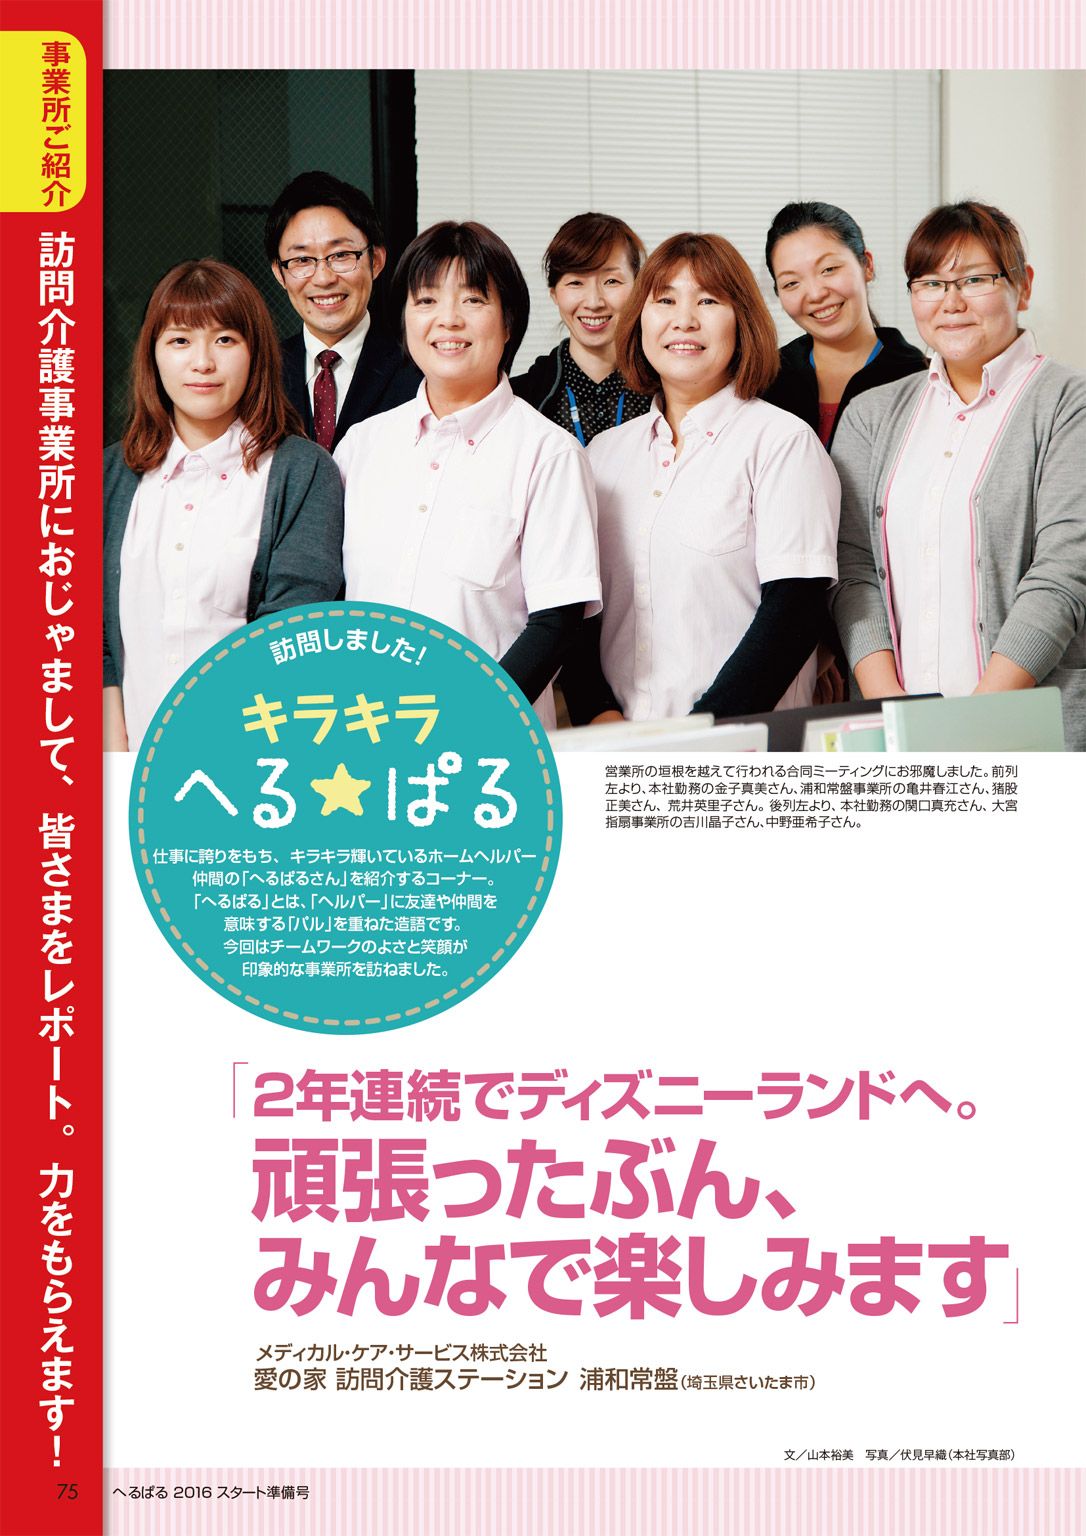 事業所ご紹介
訪問介護事業所におじゃまして、皆さまをレポート。力をもらえます！
訪問しました！
キラキラ
へる★ぱる
仕事に誇りをもち、キラキラ輝いているホームヘルパー
仲間の「へるぱるさん」を紹介するコーナー。
「へるぱる」とは、「ヘルパー」に友達や仲間を
意味する「パル」を重ねた造語です。
今回はチームワークのよさと笑顔が
印象的な事業所を訪ねました。
営業所の垣根を越えて行われる合同ミーティングにお邪魔しました。前列
左より、本社勤務の金子真美さん、浦和常盤事業所の亀井春江さん、猪股
正美さん、荒井英里子さん。後列左より、本社勤務の関口真充さん、大宮
指扇事業所の吉川晶子さん、中野亜希子さん。
「2年連続でディズニーランドへ。
頑張ったぶん、
みんなで楽しみます」
メディカル・ケア・サービス株式会社
愛の家 訪問介護ステーション 浦和常盤（埼玉県さいたま市）
文／山本裕美　写真／伏見早織（本社写真部）
75 へるぱる 2016 スタート準備号